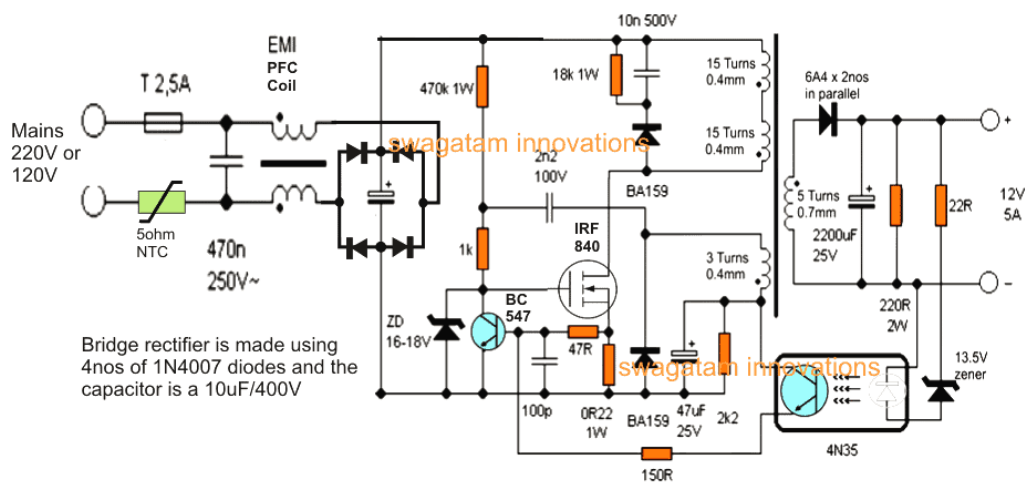 10n 500V
EMI
PFC
Coil
T 2,5A
15 Turns
0.4mm
18k 1W
470k 1W
6A4 x 2nos
in parallel
Mains
220V or
120V
swagatam innovations
+
15 Turns
0.4mm
2n2
100V
BA159
+
+
5 Turns
0.7mm
22R
12V
5A
5ohm
NTC
470n
250V~
1k
IRF
840
3 Turns
0.4mm
2200uF
25V
−
BC
547
ZD
16-18V
220R
2W
Bridge rectifier is made using
4nos of 1N4007 diodes and the
capacitor is a 10uF/400V
47R
+
swagatam innovations
13.5V
zener
100p
0R22
1W
BA159
47uF
25V
2k2
4N35
150R